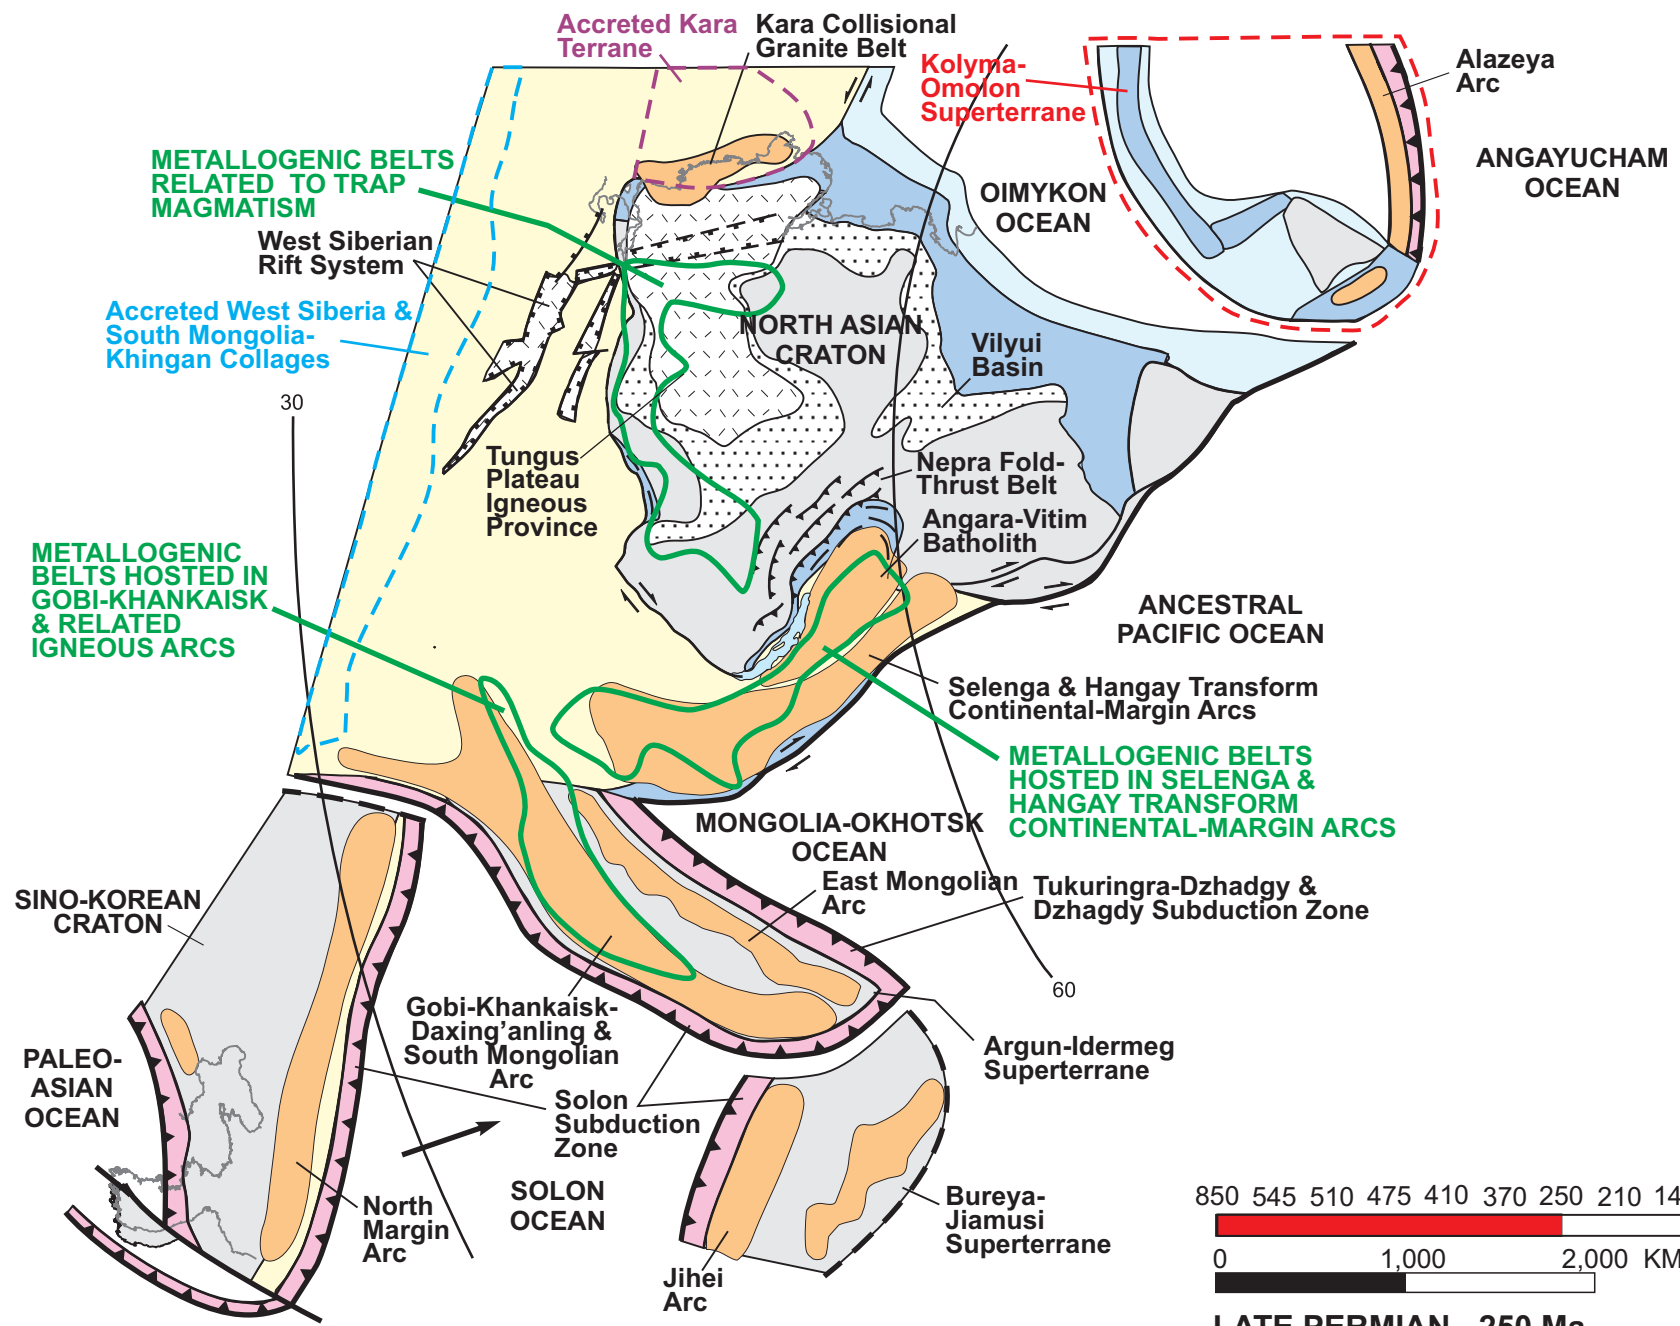 Accreted Kara
Terrane
Kara Collisional
Granite Belt
Kolyma-
Omolon
Superterrane
Alazeya
Arc
ANGAYUCHAM
OCEAN
OIMYKON
OCEAN
METALLOGENIC BELTS
RELATED TO TRAP
MAGMATISM
West Siberian
Rift System
Accreted West Siberia &
South Mongolia-
Khingan Collages
NORTH ASIAN
CRATON
Vilyui
Basin
30
Tungus
Plateau
Igneous
Province
Nepra Fold-
Thrust Belt
Angara-Vitim
Batholith
METALLOGENIC
BELTS HOSTED IN
GOBI-KHANKAISK
& RELATED
IGNEOUS ARCS
ANCESTRAL
PACIFIC OCEAN
Selenga & Hangay Transform
Continental-Margin Arcs
METALLOGENIC BELTS
HOSTED IN SELENGA &
HANGAY TRANSFORM
CONTINENTAL-MARGIN ARCS
MONGOLIA-OKHOTSK
OCEAN
East Mongolian
Arc
Tukuringra-Dzhadgy &
Dzhagdy Subduction Zone
SINO-KOREAN
CRATON
60
Gobi-Khankaisk-
Daxing'anling &
South Mongolian
Arc
Argun-Idermeg
Superterrane
PALEO-
ASIAN
OCEAN
Solon
Subduction
Zone
SOLON
OCEAN
North
Margin
Arc
Bureya-
Jiamusi
Superterrane
Jihei
Arc
850 545 510 475 410 370 250 210 14
0 1,000 2,000 KM
LATE PERMIAN - 250 Ma